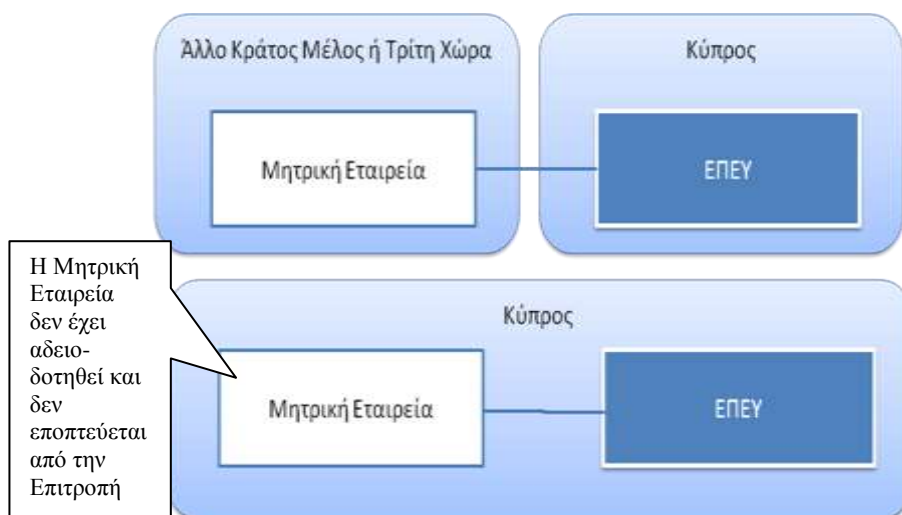 Άλλο Κράτος Μέλος ή Τρίτη Χώρα
Κύπρος
Μητρική Εταιρεία
ΕΠΕΥ
Η Μητρική
Εταιρεία
δεν έχει
αδειο-
δοτηθεί και
δεν
εποπτεύεται
από την
Επιτροπή
Κύπρος
Μητρική Εταιρεία
ΕΠΕΥ